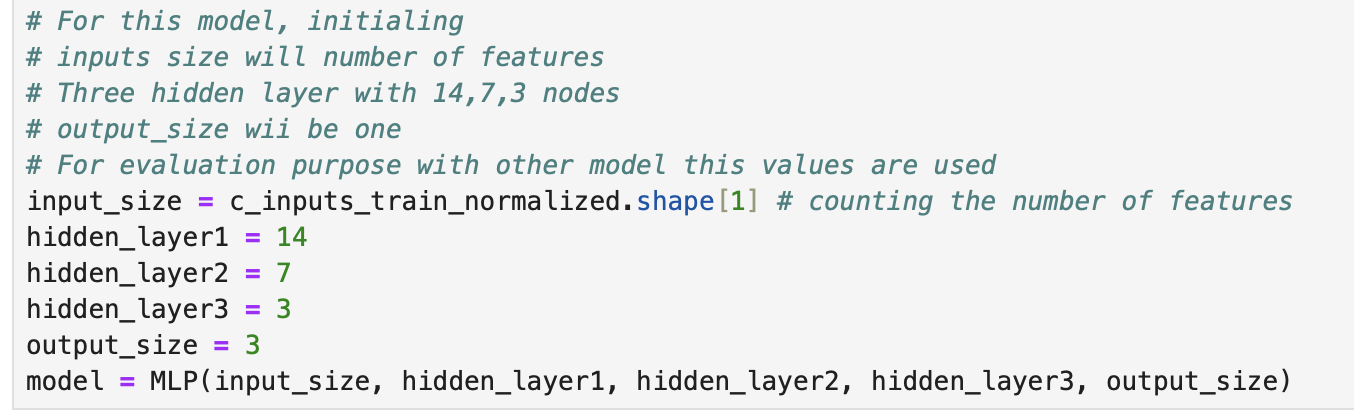 # For this model, initialing
# inputs size will number of features
# Three hidden layer with 14,7,3 nodes
# output_size wii be one
# For evaluation purpose with other model this values are used
input_size = c_inputs_train_normalized.shape[1] # counting the number of features
hidden_layer1 = 14
hidden_layer2 = 7
hidden_layer3 = 3
output_size = 3
model = MLP(input_size, hidden_layer1, hidden_layer2, hidden_layer3, output_size)